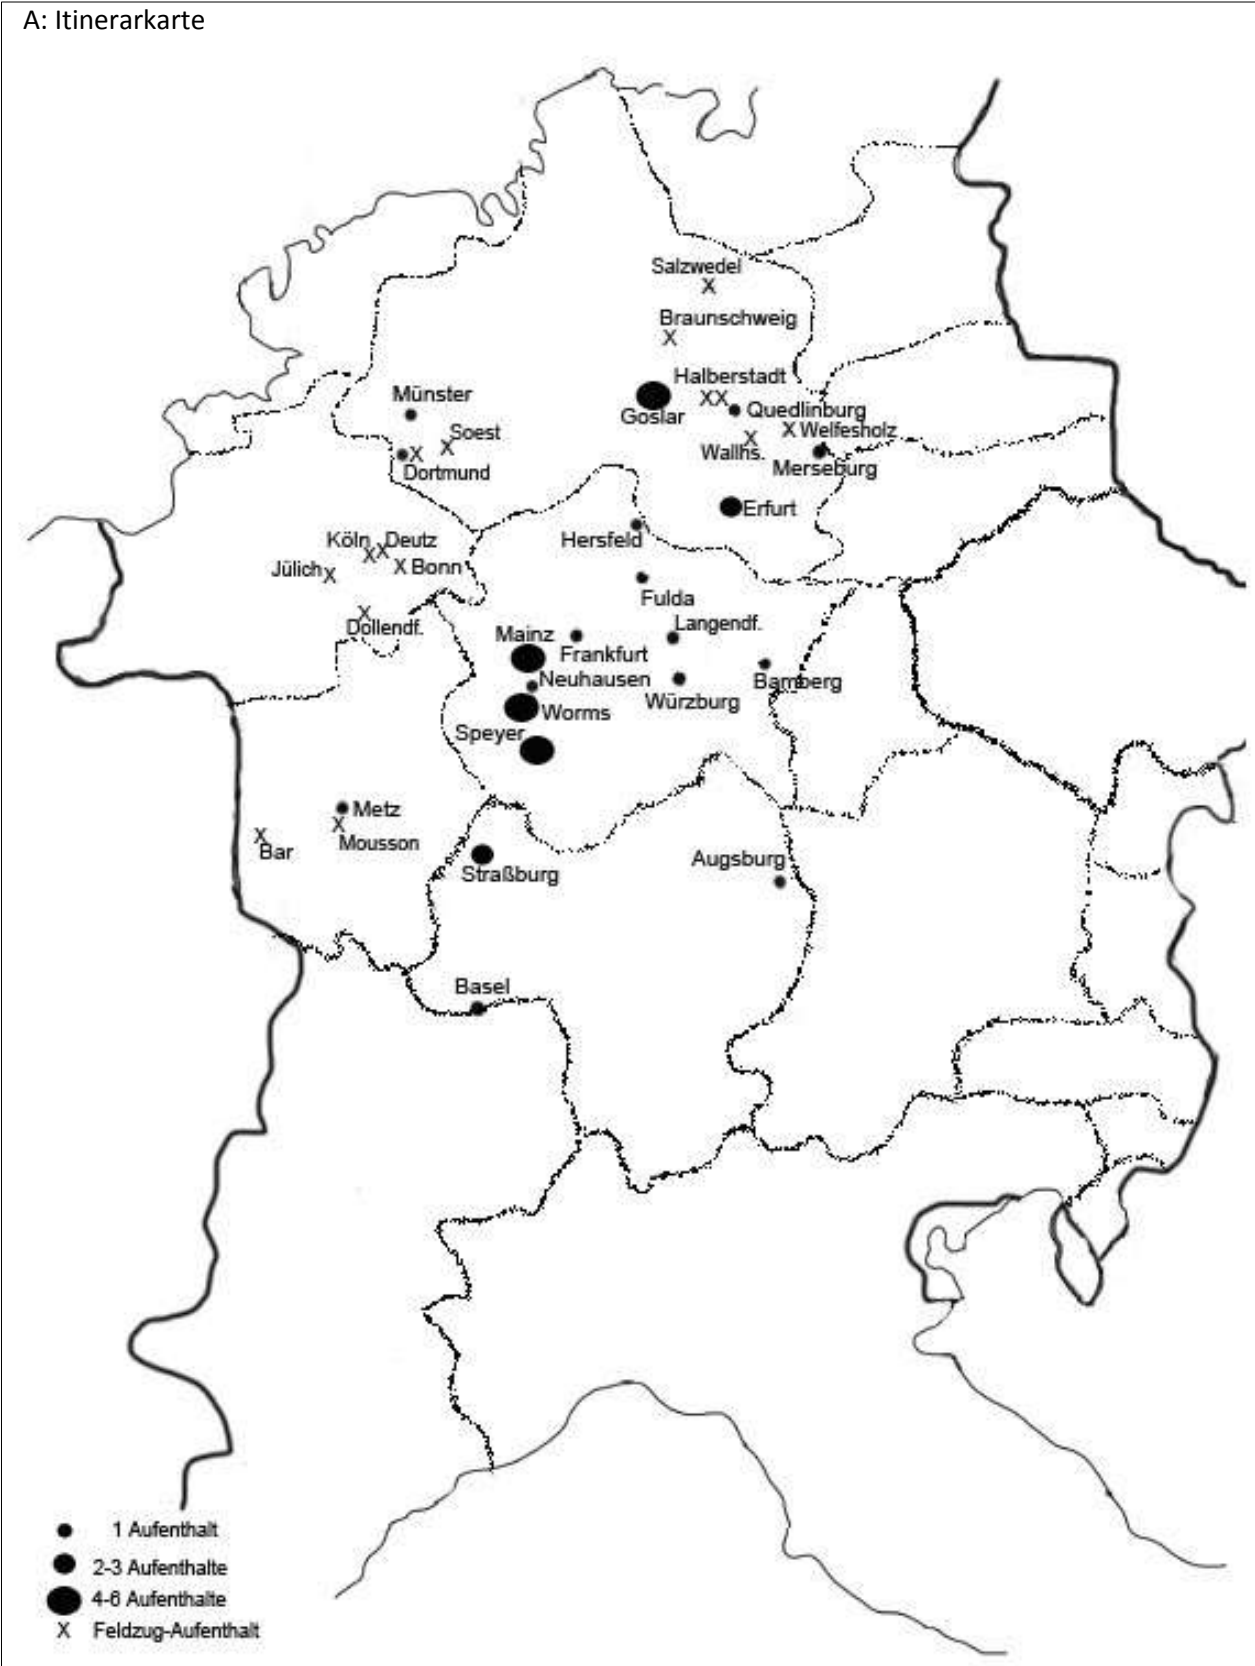 A: Itinerarkarte
Salzwedel
X
Braunschweig
X
Halberstadt
XX
Goslar
Quedlinburg
X Welfesholz
X
Wallhs.
Merseburg
Münster
Soest
X
X
Dortmund
Erfurt
Hersfeld
Köln Deutz
X X
Jülich X
X Bonn
Fulda
X
Dollendf.
Langendf.
Mainz
Frankfurt
Neuhausen
Bamberg
Würzburg
Worms
Speyer
Metz
X
Mousson
X
Bar
Straßburg
Augsburg
Basel
1 Aufenthalt
2-3 Aufenthalte
4-6 Aufenthalte
X Feldzug-Aufenthalt